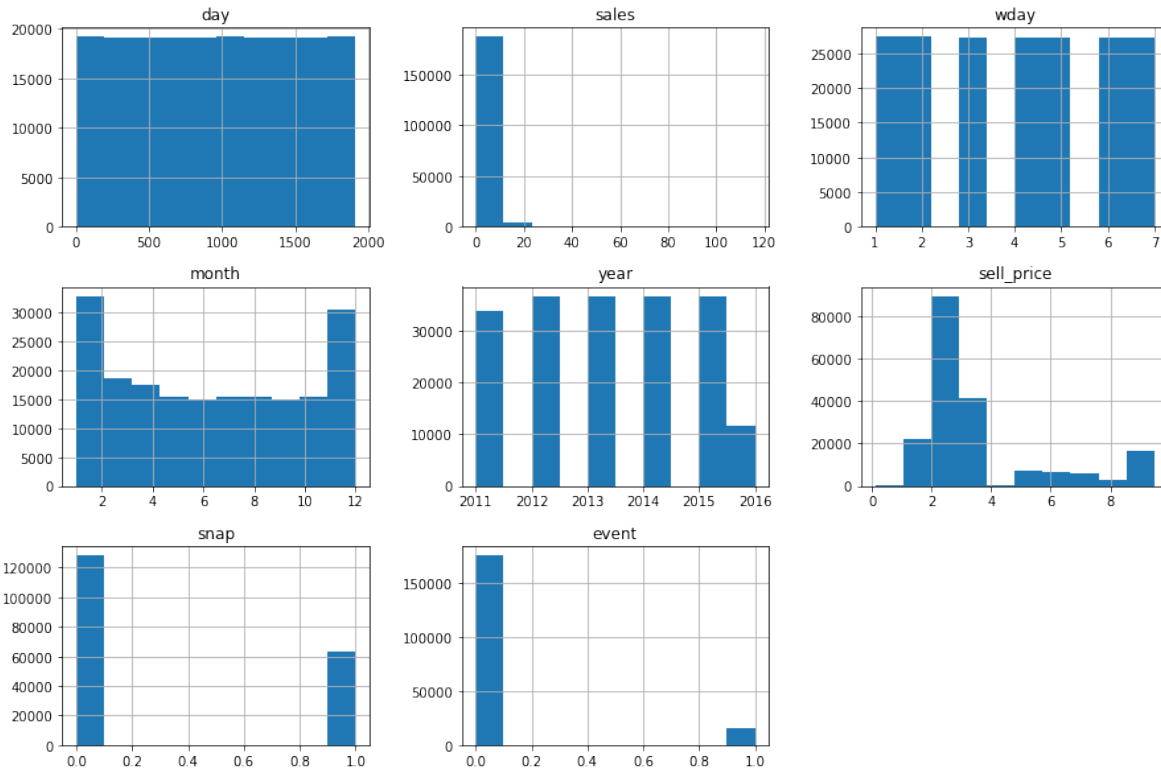 day
20000
15000
10000
5000
0
0 500 1000 1500 2000
sales
150000
100000
50000
0
0 20 40 60 80 100 120
wday
25000
20000
15000
10000
5000
0
1 2 3 4 5 6 7
month
30000
25000
20000
15000
10000
5000
0
2 4 6 8 10 12
year
30000
20000
10000
0
2011 2012 2013 2014 2015 2016
sell_price
80000
60000
40000
20000
0
0 2 4 6 8
snap
120000
100000
80000
60000
40000
20000
0
0.0 0.2 0.4 0.6 0.8 1.0
event
150000
100000
50000
0
0.0 0.2 0.4 0.6 0.8 1.0